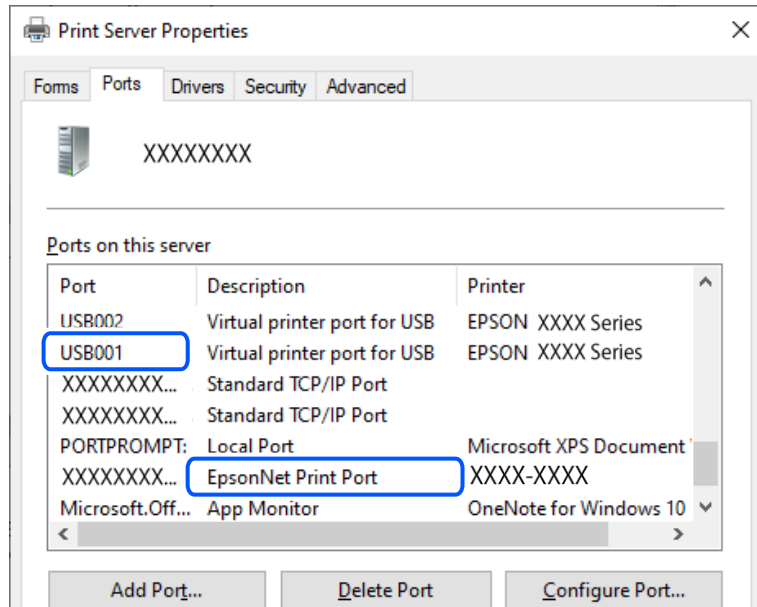 Print Server Properties
Forms Ports Drivers Security Advanced
XXXXXXXX
Ports on this server
Port Description Printer
USB002 Virtual printer port for USB EPSON XXXX Series
USB001 Virtual printer port for USB EPSON XXXX Series
XXXXXXXX... Standard TCP/IP Port
XXXXXXXX... Standard TCP/IP Port
PORTPROMPT: Local Port Microsoft XPS Document
XXXXXXXX... EpsonNet Print Port XXXX-XXXX
Microsoft.Off... App Monitor OneNote for Windows 10
Add Port... Delete Port Configure Port...